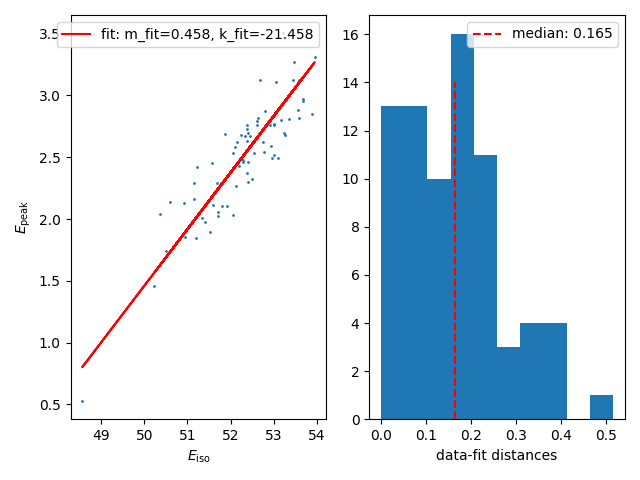 fit: m_fit=0.458, k_fit=-21.458
3.5
3.0
2.5
2.0
1.5
1.0
0.5
E_peak
49 50 51 52 53 54
E_iso
median: 0.165
16
14
12
10
8
6
4
2
0
0.0 0.1 0.2 0.3 0.4 0.5
data-fit distances